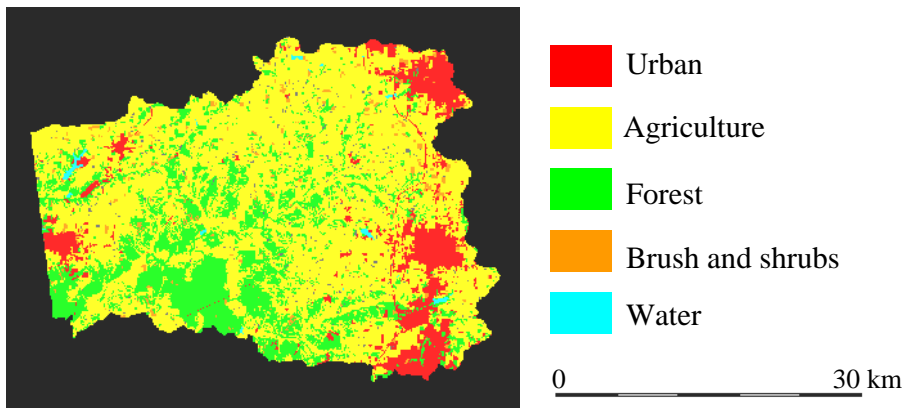 Urban
Agriculture
Forest
Brush and shrubs
Water
0 30 km